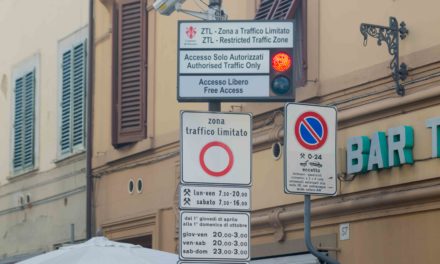 ZTL - Zona a Traffico Limitato
ZTL - Restricted Traffic Zone
Accesso Solo Autorizzati
Authorised Traffic Only
Accesso Libero
Free Access
zona
traffico limitato
lun-ven 7,30-20,00
sabato 7,30-16,00
dal 1° giovedì di aprile
alla 1° domenica di ottobre
giov-ven 20,00-3,00
ven-sab 20,00-3,00
sab-dom 23,00-3,00
0-24
eccetto
BAR T